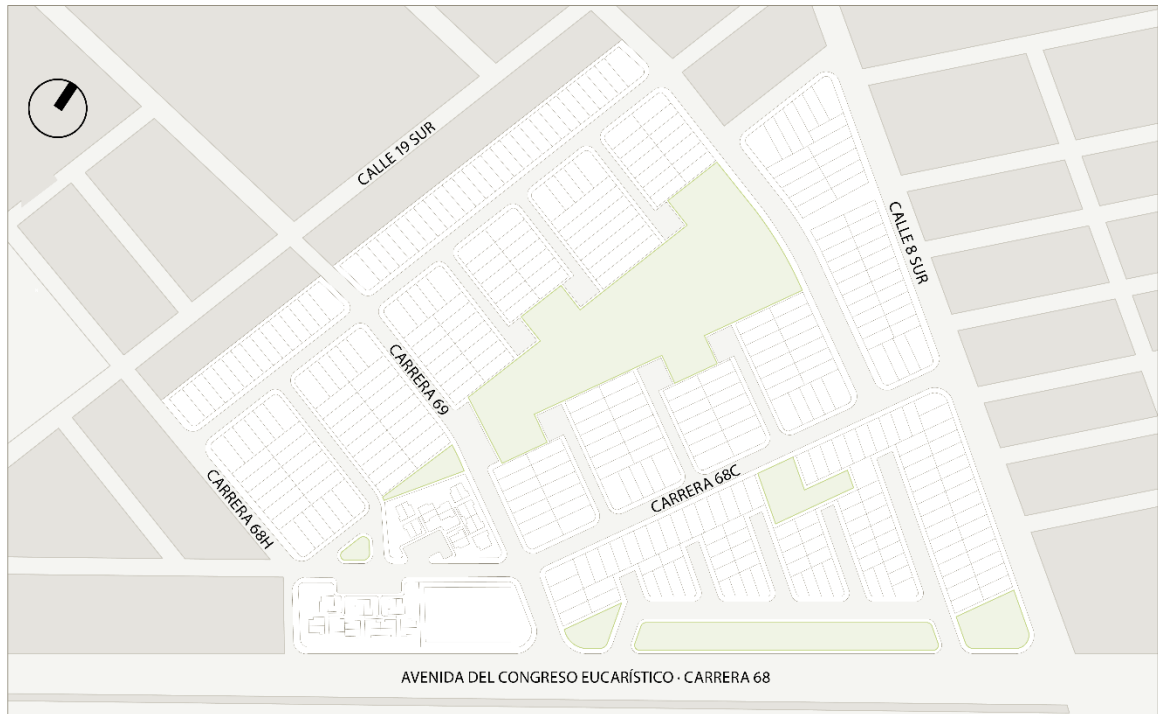 CALLE 19 SUR
CALLE 8 SUR
CARRERA 69
CARRERA 68C
CARRERA 68H
AVENIDA DEL CONGRESO EUCARÍSTICO · CARRERA 68